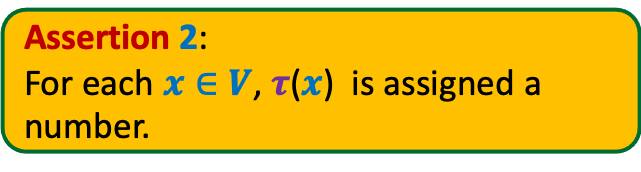 Assertion 2:
For each x ∈ V, τ(x) is assigned a
number.